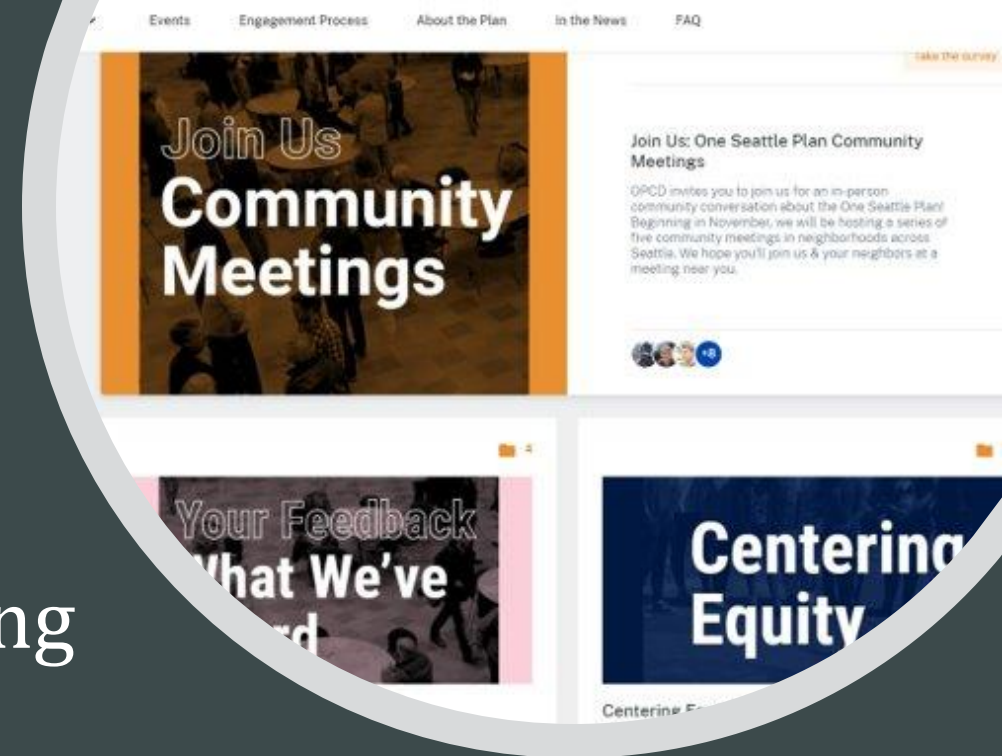 Events Engagement Process About the Plan In the News FAQ
Take the survey
Join Us
Community
Meetings
Join Us: One Seattle Plan Community
Meetings
OPCD invites you to join us for an in-person
community conversation about the One Seattle Plan!
Beginning in November, we will be hosting a series of
five community meetings in neighborhoods across
Seattle. We hope you'll join us & your neighbors at a
meeting near you.
+8
4
Your Feedback
What We've
rd
Centering
Equity
Centering E
ng